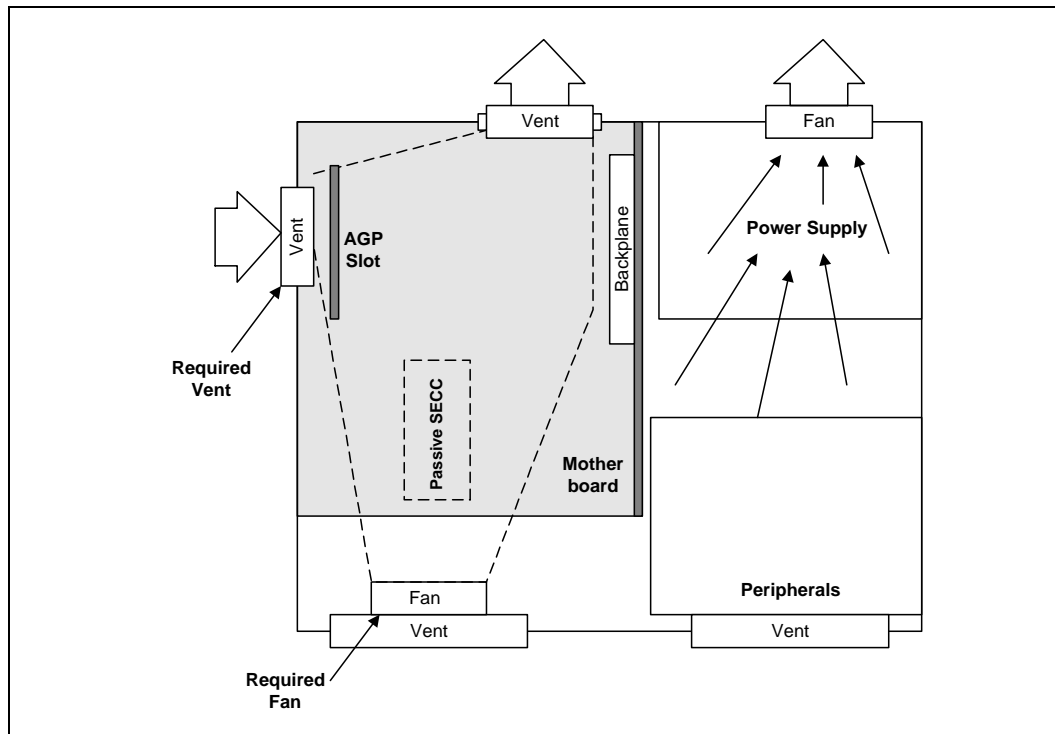 Vent
Fan
Vent
AGP
Slot
Backplane
Power Supply
Required
Vent
Passive SECC
Mother
board
Peripherals
Fan
Vent
Vent
Required
Fan